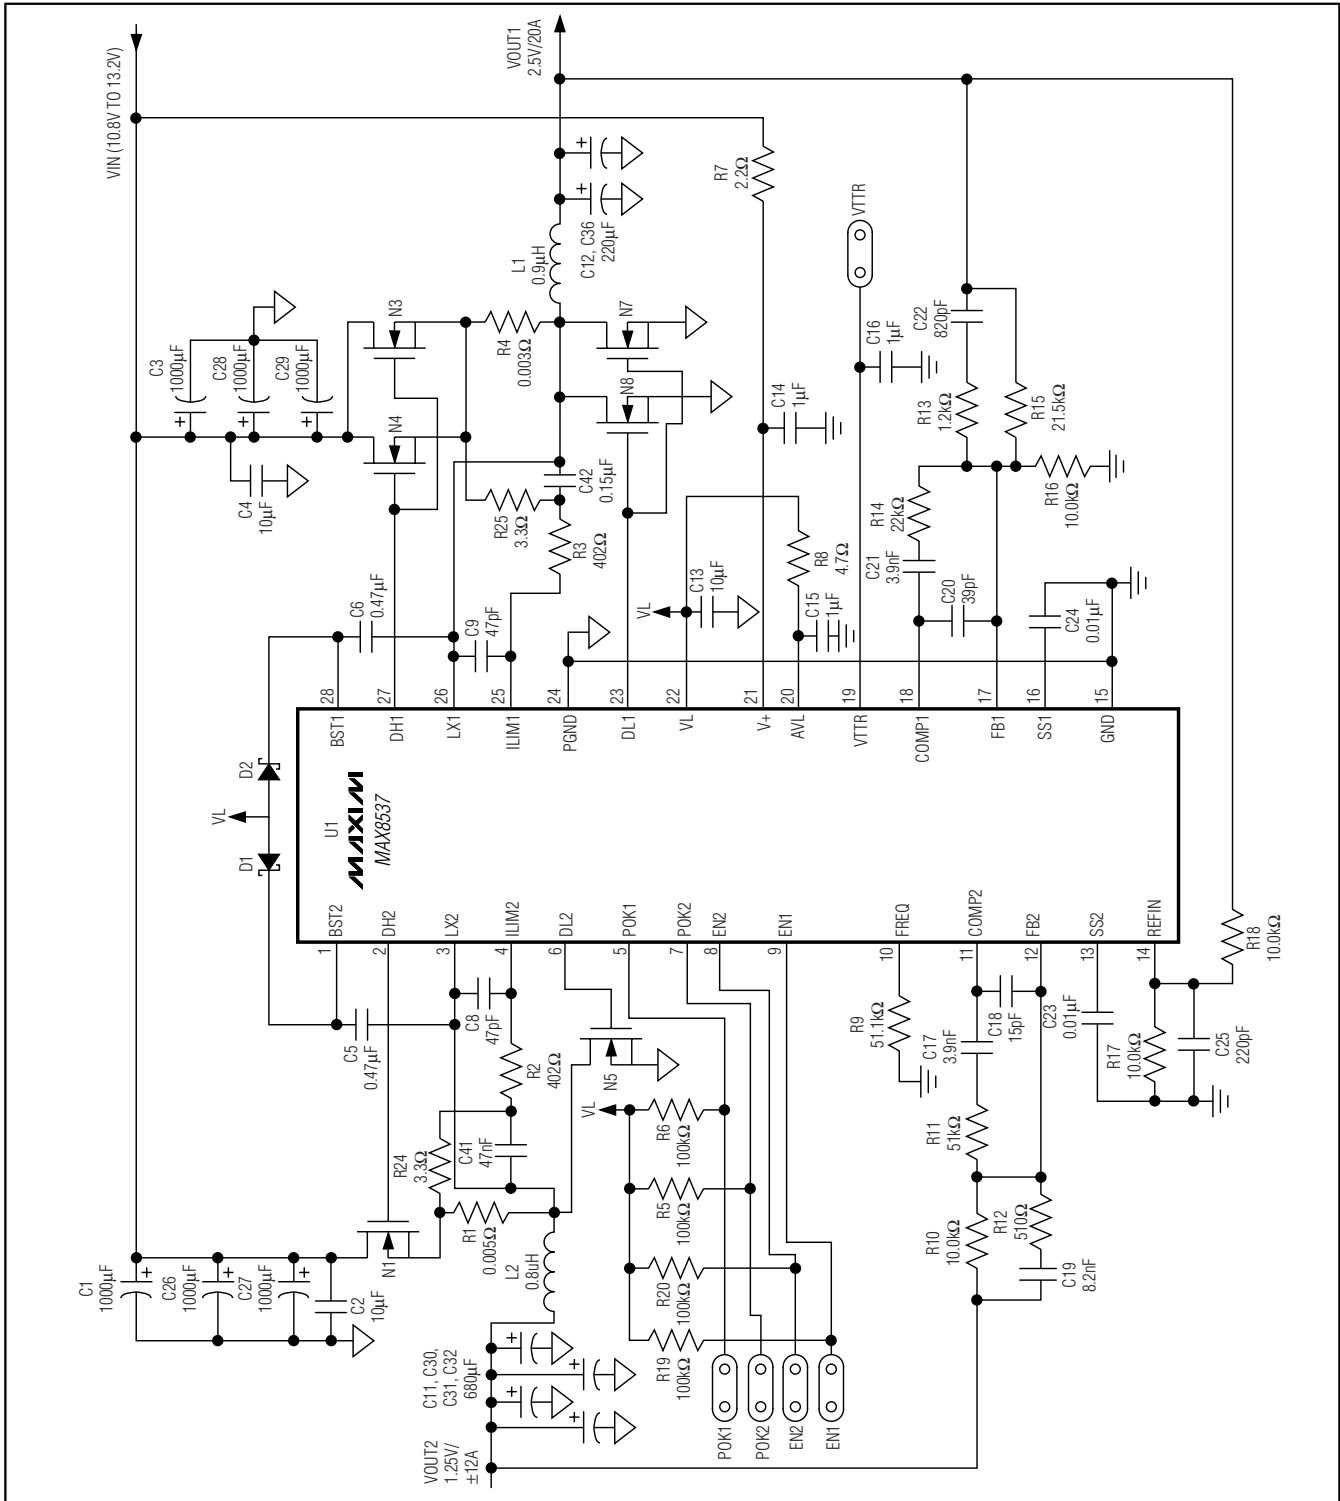 VIN (10.8V TO 13.2V)
VOUT1
2.5V/20A
C3
1000µF
C28
1000µF
C29
1000µF
C4
10µF
N3
N4
R4
0.003Ω
L1
0.9µH
C12, C36
220µF
N7
N8
R7
2.2Ω
VTTR
C42
0.15µF
R25
3.3Ω
R3
402Ω
C14
1µF
C16
1µF
C22
820pF
R13
1.2kΩ
R15
21.5kΩ
R16
10.0kΩ
R14
22kΩ
C21
3.9nF
C20
39pF
C24
0.01µF
R8
4.7Ω
C15
1µF
VL
C13
10µF
C6
0.47µF
C9
47pF
28
27
26
25
24
23
22
21
20
19
18
17
16
15
BST1
DH1
LX1
ILIM1
PGND
DL1
VL
V+
AVL
VTTR
COMP1
FB1
SS1
GND
D2
VL
D1
U1
MAXIM
MAX8537
BST2
DH2
LX2
ILIM2
DL2
POK1
POK2
EN2
EN1
FREQ
COMP2
FB2
SS2
REFIN
1
2
3
4
6
5
7
8
9
10
11
12
13
14
R18
10.0kΩ
C5
0.47µF
C8
47pF
R2
402Ω
N5
R9
51.1kΩ
C17
3.9nF
C18
15pF
C23
0.01µF
R17
10.0kΩ
C25
220pF
R24
3.3Ω
C41
47nF
VL
R6
100kΩ
R5
100kΩ
R20
100kΩ
R19
100kΩ
R11
51kΩ
R10
10.0kΩ
R12
510Ω
C19
8.2nF
N1
R1
0.005Ω
L2
0.8uH
C1
1000µF
C26
1000µF
C27
1000µF
C2
10µF
C11, C30,
C31, C32
680µF
VOUT2
1.25V/
±12A
POK1
POK2
EN2
EN1